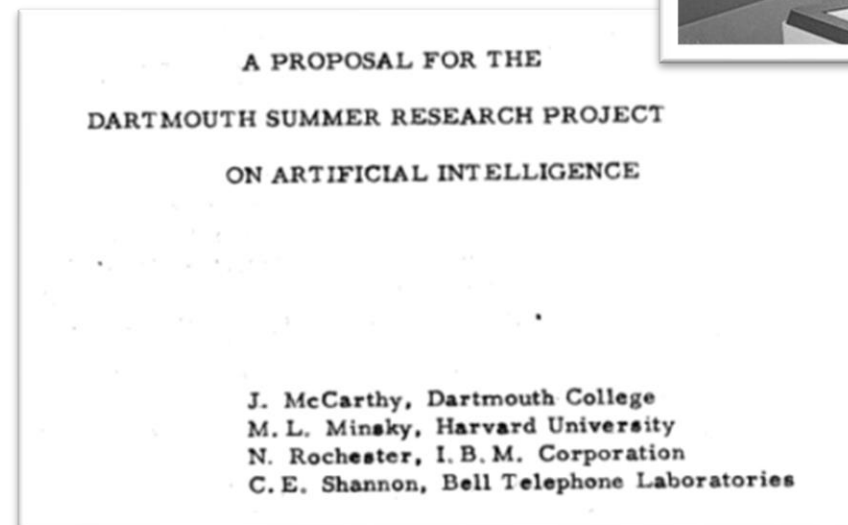 A PROPOSAL FOR THE
DARTMOUTH SUMMER RESEARCH PROJECT
ON ARTIFICIAL INTELLIGENCE
J. McCarthy, Dartmouth College
M. L. Minsky, Harvard University
N. Rochester, I. B. M. Corporation
C. E. Shannon, Bell Telephone Laboratories